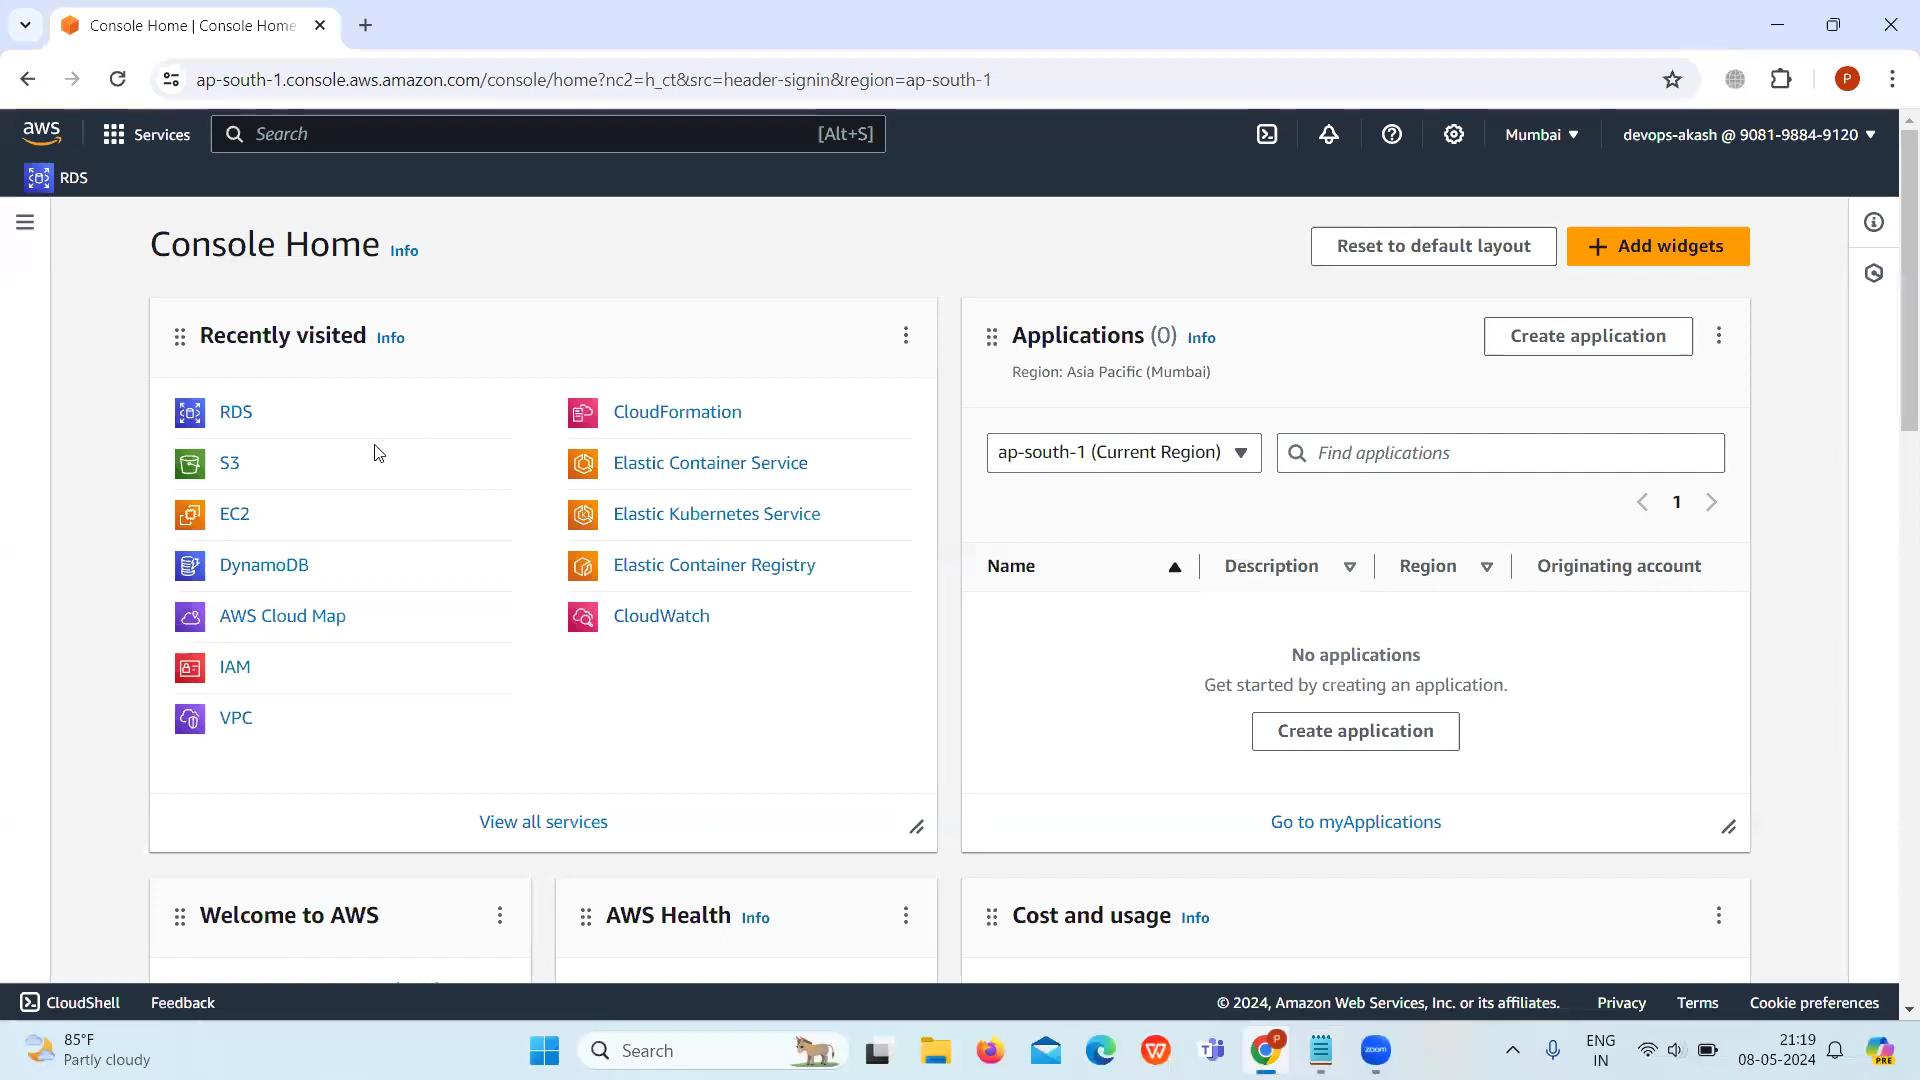 Console Home | Console Home
ap-south-1.console.aws.amazon.com/console/home?nc2=h_ct&src=header-signin&region=ap-south-1
P
aws
Services
Search
[Alt+S]
Mumbai
devops-akash @ 9081-9884-9120
RDS
Console Home Info
Reset to default layout
Add widgets
Recently visited Info
RDS
S3
EC2
DynamoDB
AWS Cloud Map
IAM
VPC
CloudFormation
Elastic Container Service
Elastic Kubernetes Service
Elastic Container Registry
CloudWatch
View all services
Applications (0) Info
Region: Asia Pacific (Mumbai)
Create application
ap-south-1 (Current Region)
Find applications
1
Name
Description
Region
Originating account
No applications
Get started by creating an application.
Create application
Go to myApplications
Welcome to AWS
AWS Health Info
Cost and usage Info
CloudShell
Feedback
© 2024, Amazon Web Services, Inc. or its affiliates.
Privacy
Terms
Cookie preferences
85°F
Partly cloudy
Search
P
zoom
ENG
IN
21:19
08-05-2024
PRE